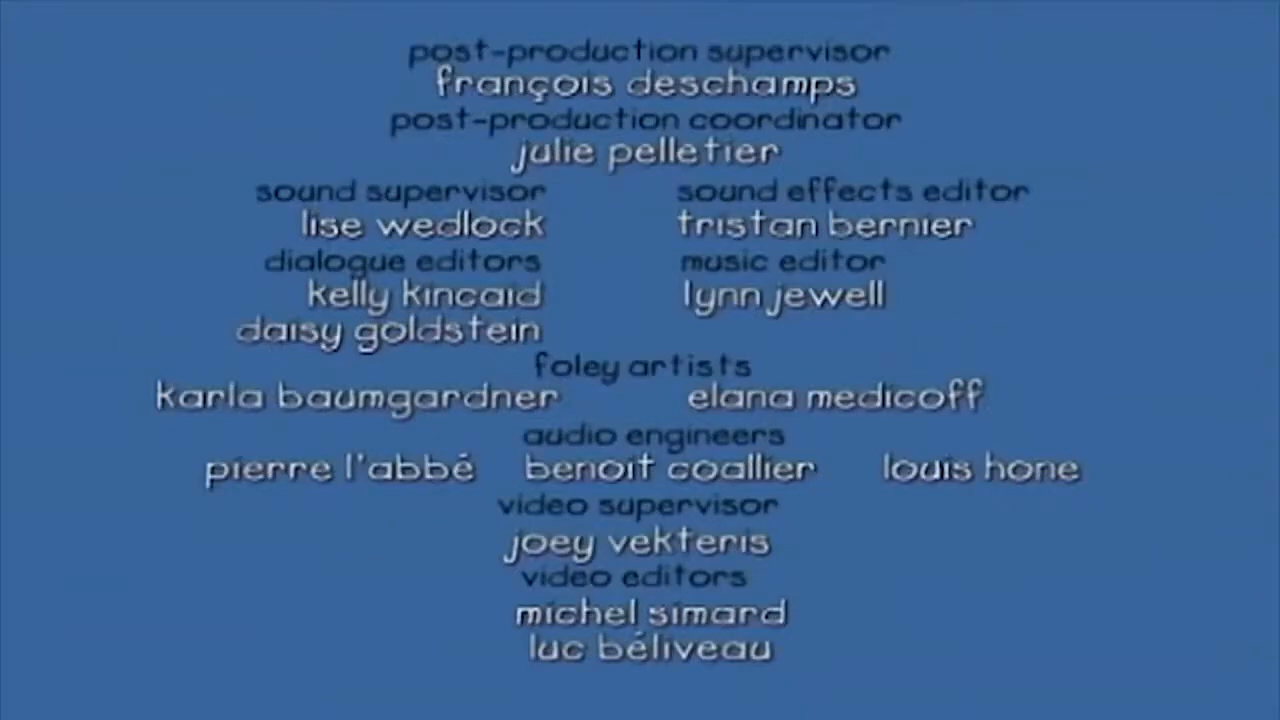 post-production supervisor
françois deschamps
post-production coordinator
julie pelletier
sound supervisor sound effects editor
lise wedlock tristan bernier
dialogue editors music editor
kelly kincaid lynn jewell
daisy goldstein
foley artists
karla baumgardner elana medicoff
audio engineers
pierre l'abbé benoit coallier louis hone
video supervisor
joey vekteris
video editors
michel simard
luc béliveau